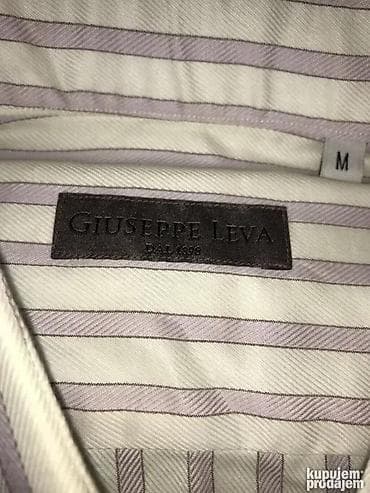 M
GIUSEPPE LEVA
DAL 1898
kupujem
prodajem